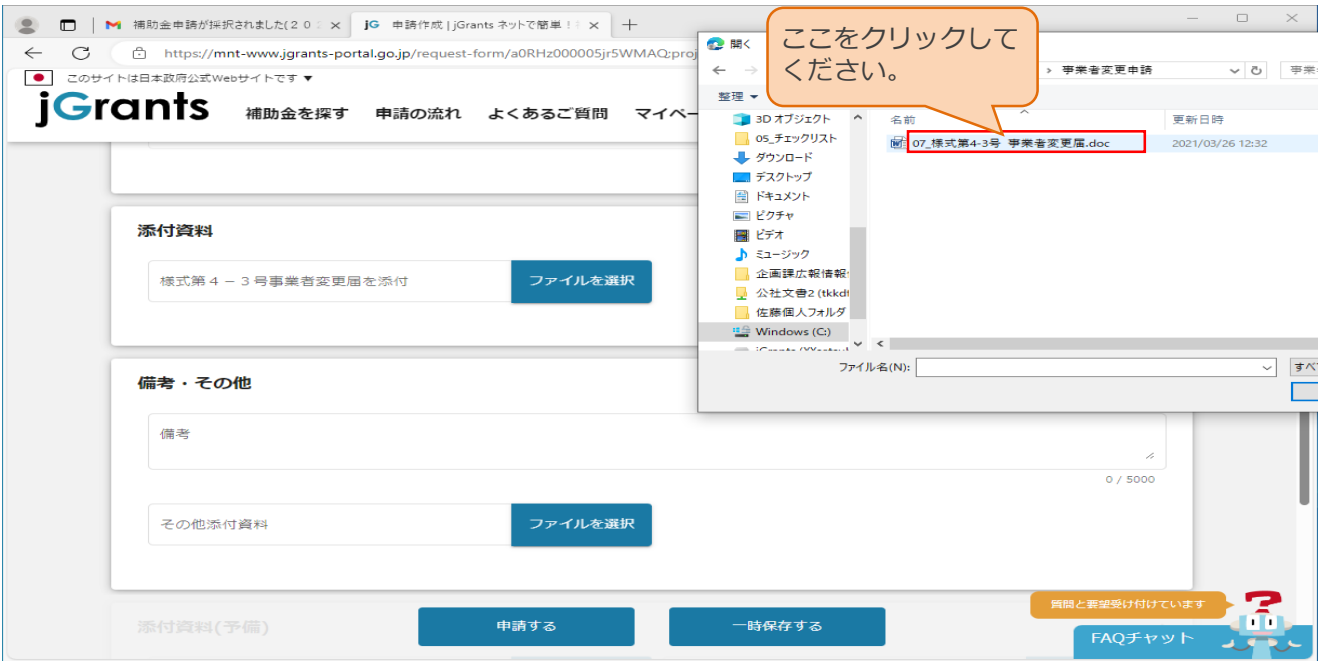 補助金申請が採択されました(20
jG 申請作成 | jGrants ネットで簡単！
https://mnt-www.jgrants-portal.go.jp/request-form/a0RHz000005jr5WMAQ;proj
このサイトは日本政府公式Webサイトです ▼
jGrants
補助金を探す 申請の流れ よくあるご質問 マイペー
ここをクリックして
ください。
開く
› 事業者変更申請
事業
整理
名前 更新日時
07_様式第4-3号 事業者変更届.doc 2021/03/26 12:32
3D オブジェクト
05_チェックリスト
ダウンロード
デスクトップ
ドキュメント
ピクチャ
ビデオ
ミュージック
企画課広報情報
公社文書2 (tkkd
佐藤個人フォルダ
Windows (C:)
ファイル名(N):
すべ
添付資料
様式第４－３号事業者変更届を添付
ファイルを選択
備考・その他
備考
0 / 5000
その他添付資料
ファイルを選択
添付資料(予備)
申請する
一時保存する
質問と要望受け付けています
FAQチャット